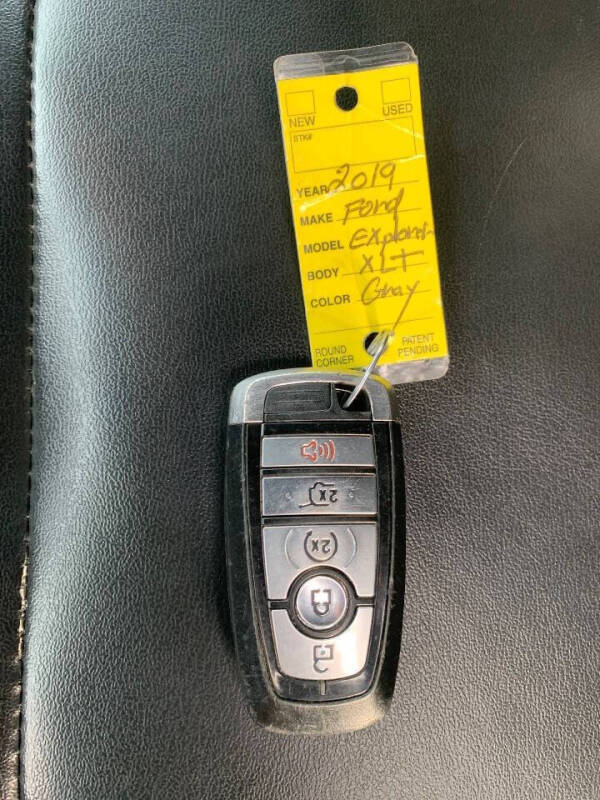 NEW USED
STK#
YEAR 2019
MAKE Ford
MODEL Explorer
BODY XLT
COLOR Gray
ROUND CORNER PATENT PENDING
2x
2x